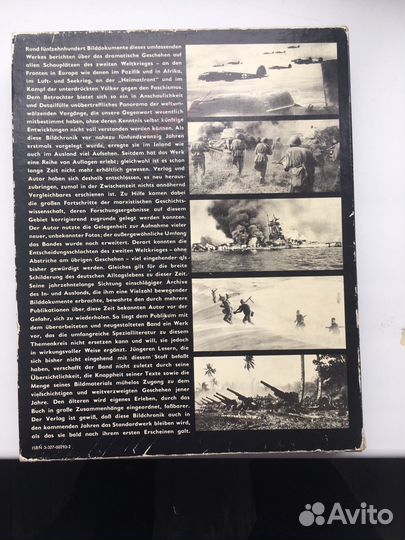 Rund fünfzehnhundert Bilddokumente dieses umfassenden
Werkes berichten über das dramatische Geschehen auf
allen Schauplätzen des zweiten Weltkrieges – an den
Fronten in Europa wie denen im Pazifik und in Afrika,
im Luft- und Seekrieg, an der „Heimatfront" und im
Kampf der unterdrückten Völker gegen den Faschismus.
Dem Betrachter bietet sich so ein in Anschaulichkeit
und Detailfülle unübertreffliches Panorama der weltum-
wälzenden Vorgänge, die unsere Gegenwart wesentlich
mitbestimmt haben, ohne deren Kenntnis selbst künftige
Entwicklungen nicht voll verstanden werden können. Als
diese Bildchronik vor nahezu fünfundzwanzig Jahren
erstmals vorgelegt wurde, erregte sie im Inland wie
auch im Ausland viel Aufsehen. Seitdem hat das Werk
eine Reihe von Auflagen erlebt; gleichwohl ist es schon
lange Zeit nicht mehr erhältlich gewesen. Verlag und
Autor haben sich deshalb entschlossen, es neu heraus-
zubringen, zumal in der Zwischenzeit nichts annähernd
Vergleichbares erschienen ist. Zu Hilfe kamen dabei
die großen Fortschritte der marxistischen Geschichts-
wissenschaft, deren Forschungsergebnisse auf diesem
Gebiet korrigierend zugrunde gelegt werden konnten.
Der Autor nutzte die Gelegenheit zur Aufnahme vieler
neuer, unbekannter Fotos; der außergewöhnliche Umfang
des Bandes wurde noch erweitert. Derart konnten die
Entscheidungsschlachten des zweiten Weltkrieges – ohne
Abstriche am übrigen Geschehen – viel eingehender als
bisher gewürdigt werden. Gleiches gilt für die breite
Schilderung des deutschen Alltagslebens zu dieser Zeit.
Seine jahrzehntelange Sichtung einschlägiger Archive
des In- und Auslands, die ihm eine Vielzahl bewegender
Bilddokumente erbrachte, bewahrte den durch mehrere
Publikationen über diese Zeit bekannten Autor vor der
Gefahr, sich zu wiederholen. So liegt dem Publikum mit
dem überarbeiteten und neugestalteten Band ein Werk
vor, das die umfangreiche Spezialliteratur zu diesem
Themenkreis nicht ersetzen kann und will, sie jedoch
in wirkungsvoller Weise ergänzt. Jüngeren Lesern, die
sich bisher nicht eingehend mit diesem Stoff befaßt
haben, verschafft der Band nicht zuletzt durch seine
Übersichtlichkeit, die Knappheit seiner Texte sowie die
Menge seines Bildmaterials mühelos Zugang zu dem
vielschichtigen und weitverzweigten Geschehen jener
Jahre. Den älteren wird eigenes Erleben, durch das
Buch in große Zusammenhänge eingeordnet, faßbarer.
Der Verlag ist gewiß, daß diese Bildchronik auch in
den kommenden Jahren das Standardwerk bleiben wird,
als das sie bald nach ihrem ersten Erscheinen galt.
ISBN 3-327-00290-2
Avito